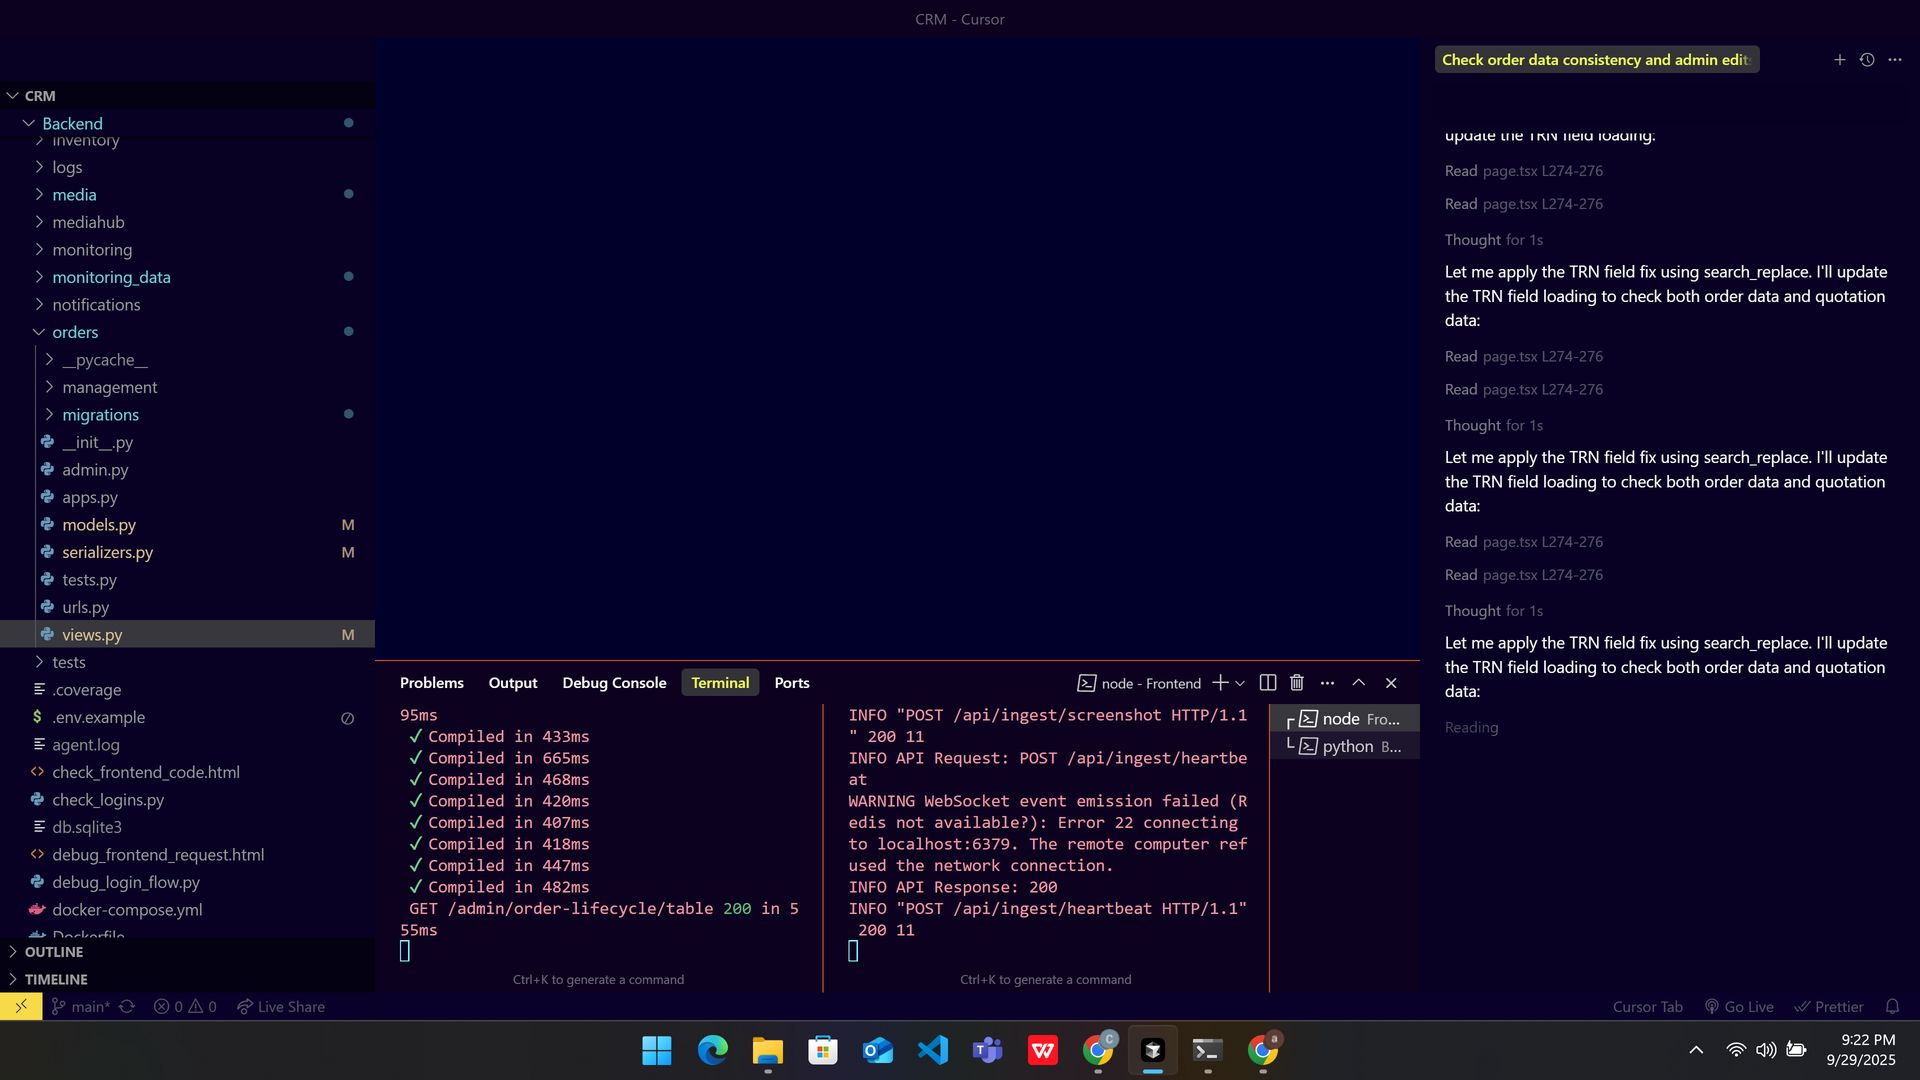 CRM - Cursor
CRM
Backend
inventory
logs
media
mediahub
monitoring
monitoring_data
notifications
orders
__pycache__
management
migrations
__init__.py
admin.py
apps.py
models.py M
serializers.py M
tests.py
urls.py
views.py M
tests
.coverage
$ .env.example
agent.log
check_frontend_code.html
check_logins.py
db.sqlite3
debug_frontend_request.html
debug_login_flow.py
docker-compose.yml
Dockerfile
OUTLINE
TIMELINE
Problems Output Debug Console Terminal Ports
node - Frontend
95ms
✓ Compiled in 433ms
✓ Compiled in 665ms
✓ Compiled in 468ms
✓ Compiled in 420ms
✓ Compiled in 407ms
✓ Compiled in 418ms
✓ Compiled in 447ms
✓ Compiled in 482ms
GET /admin/order-lifecycle/table 200 in 5
55ms
Ctrl+K to generate a command
INFO "POST /api/ingest/screenshot HTTP/1.1
" 200 11
INFO API Request: POST /api/ingest/heartbe
at
WARNING WebSocket event emission failed (R
edis not available?): Error 22 connecting
to localhost:6379. The remote computer ref
used the network connection.
INFO API Response: 200
INFO "POST /api/ingest/heartbeat HTTP/1.1"
200 11
Ctrl+K to generate a command
node Fro...
python B...
Check order data consistency and admin edit
update the TRN field loading:
Read page.tsx L274-276
Read page.tsx L274-276
Thought for 1s
Let me apply the TRN field fix using search_replace. I'll update
the TRN field loading to check both order data and quotation
data:
Read page.tsx L274-276
Read page.tsx L274-276
Thought for 1s
Let me apply the TRN field fix using search_replace. I'll update
the TRN field loading to check both order data and quotation
data:
Read page.tsx L274-276
Read page.tsx L274-276
Thought for 1s
Let me apply the TRN field fix using search_replace. I'll update
the TRN field loading to check both order data and quotation
data:
Reading
main* 0 0 Live Share
Cursor Tab Go Live Prettier
9:22 PM
9/29/2025